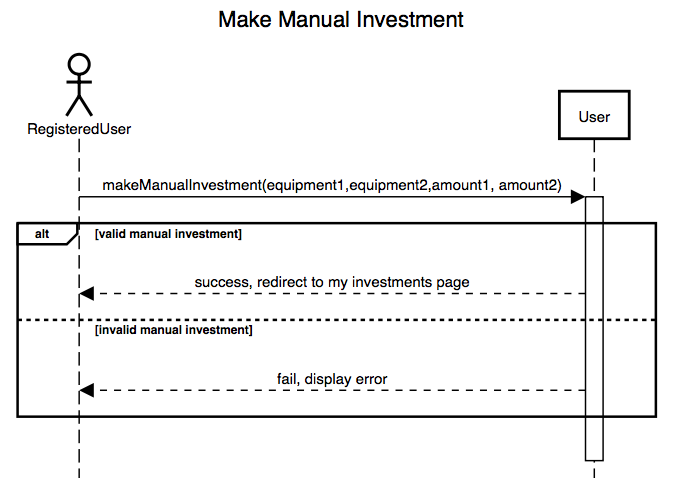 Make Manual Investment
RegisteredUser
User
makeManualInvestment(equipment1,equipment2,amount1, amount2)
alt
[valid manual investment]
success, redirect to my investments page
[invalid manual investment]
fail, display error